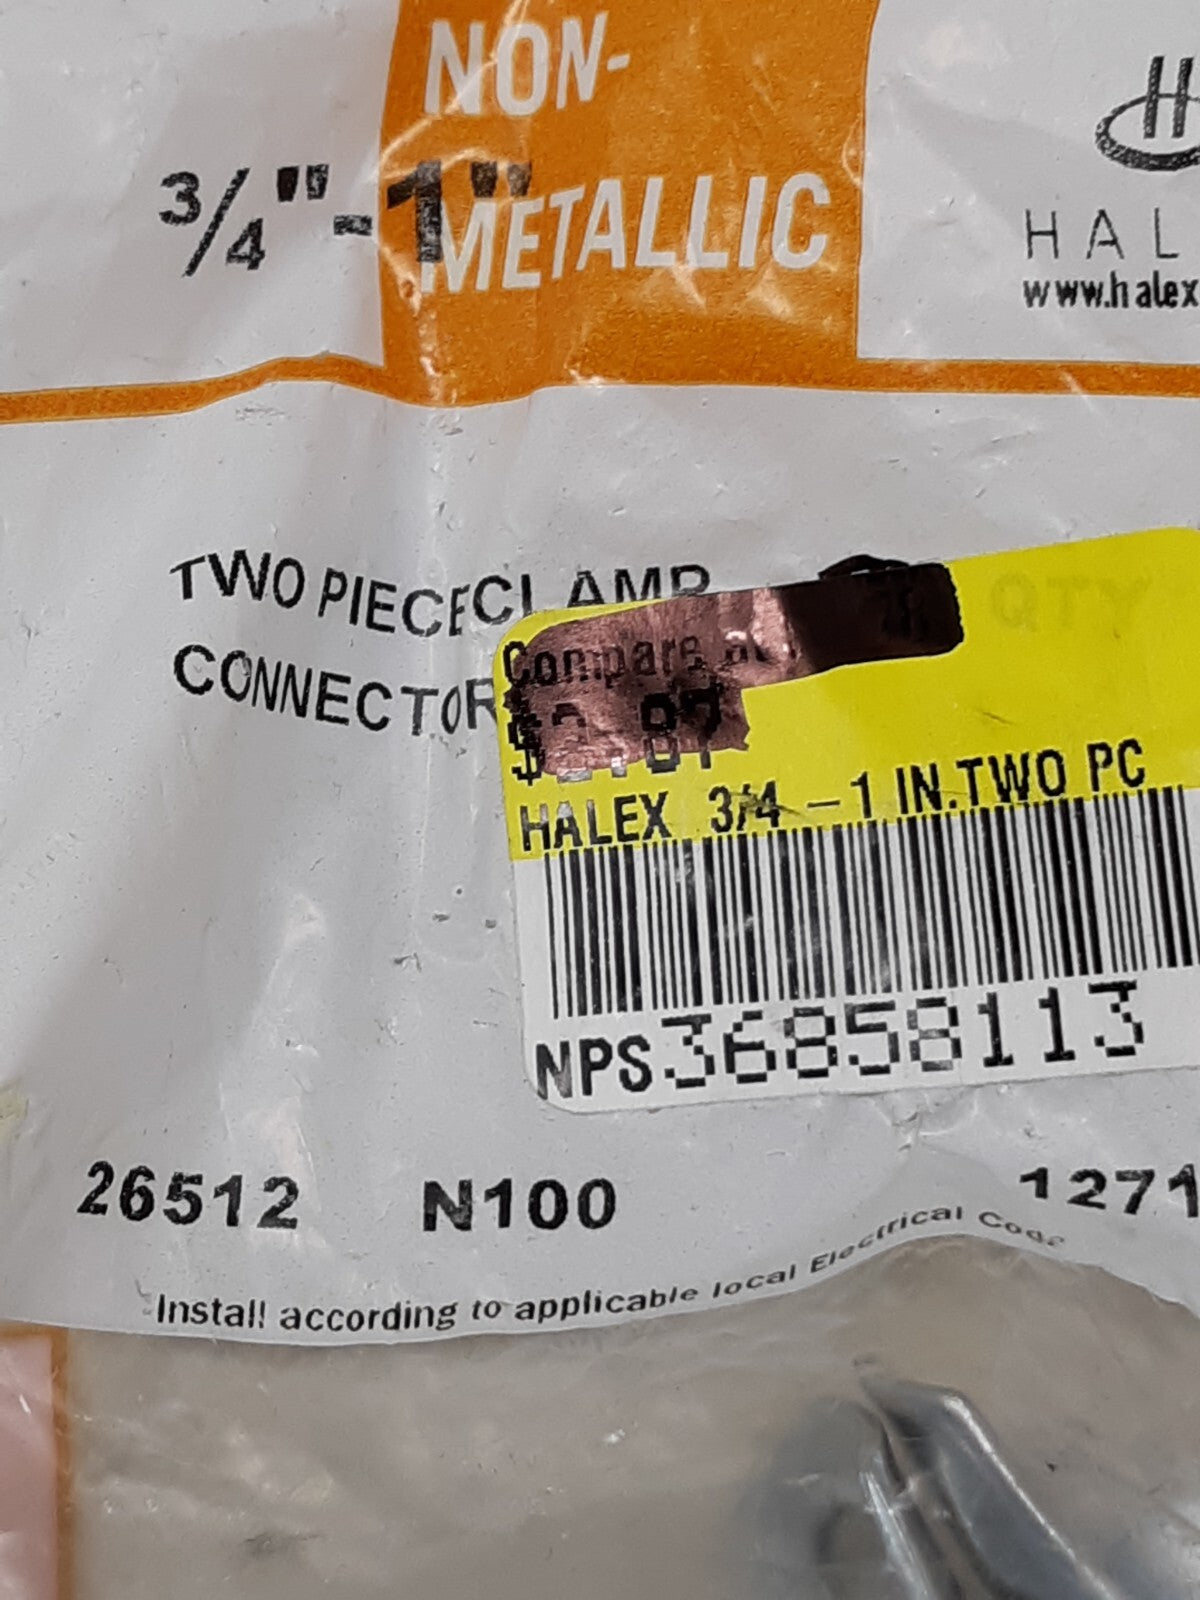 NON-
METALLIC
3/4"-1"
H
HAL
www.halex
TWO PIECE CLAMP
CONNECTOR
QTY
Compare at
HALEX 3/4 - 1 IN.TWO PC
NPS36858113
26512 N100 1271
Install according to applicable local Electrical Code